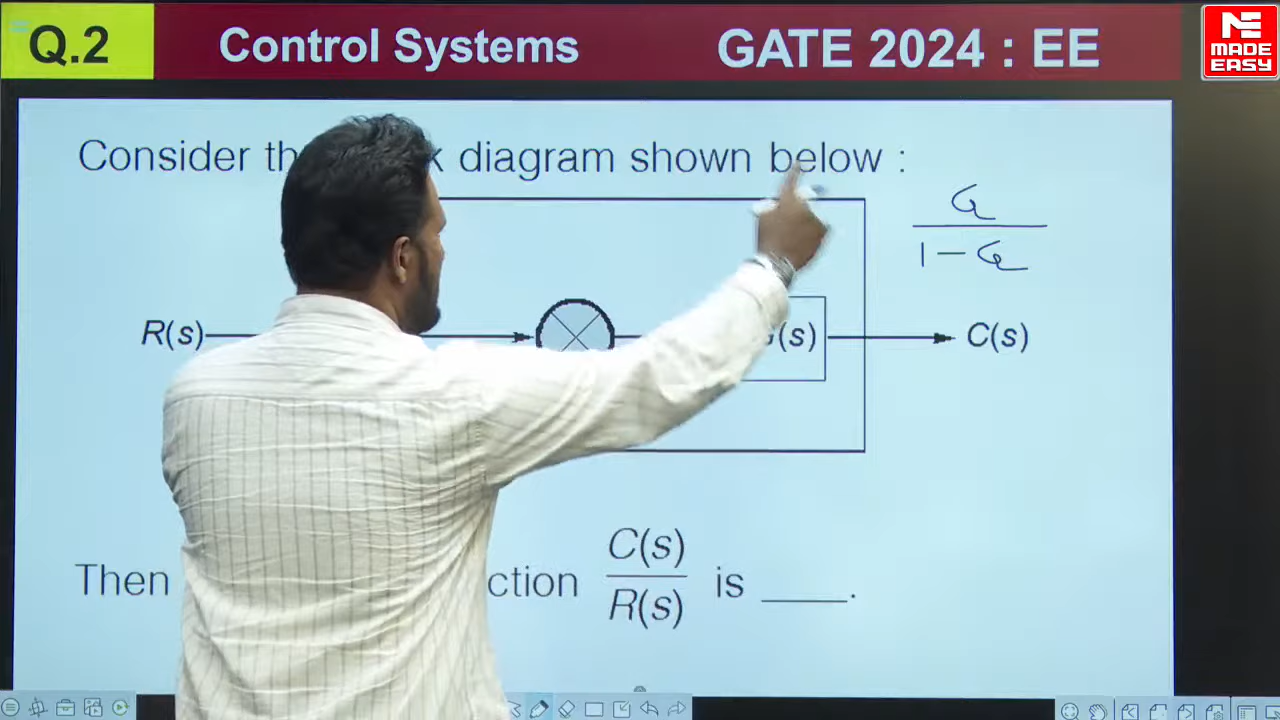 Q.2 Control Systems GATE 2024 : EE
MADE EASY
Consider th k diagram shown below :
G
1 - G
R(s) (s) C(s)
C(s)
Then ction is ____.
R(s)